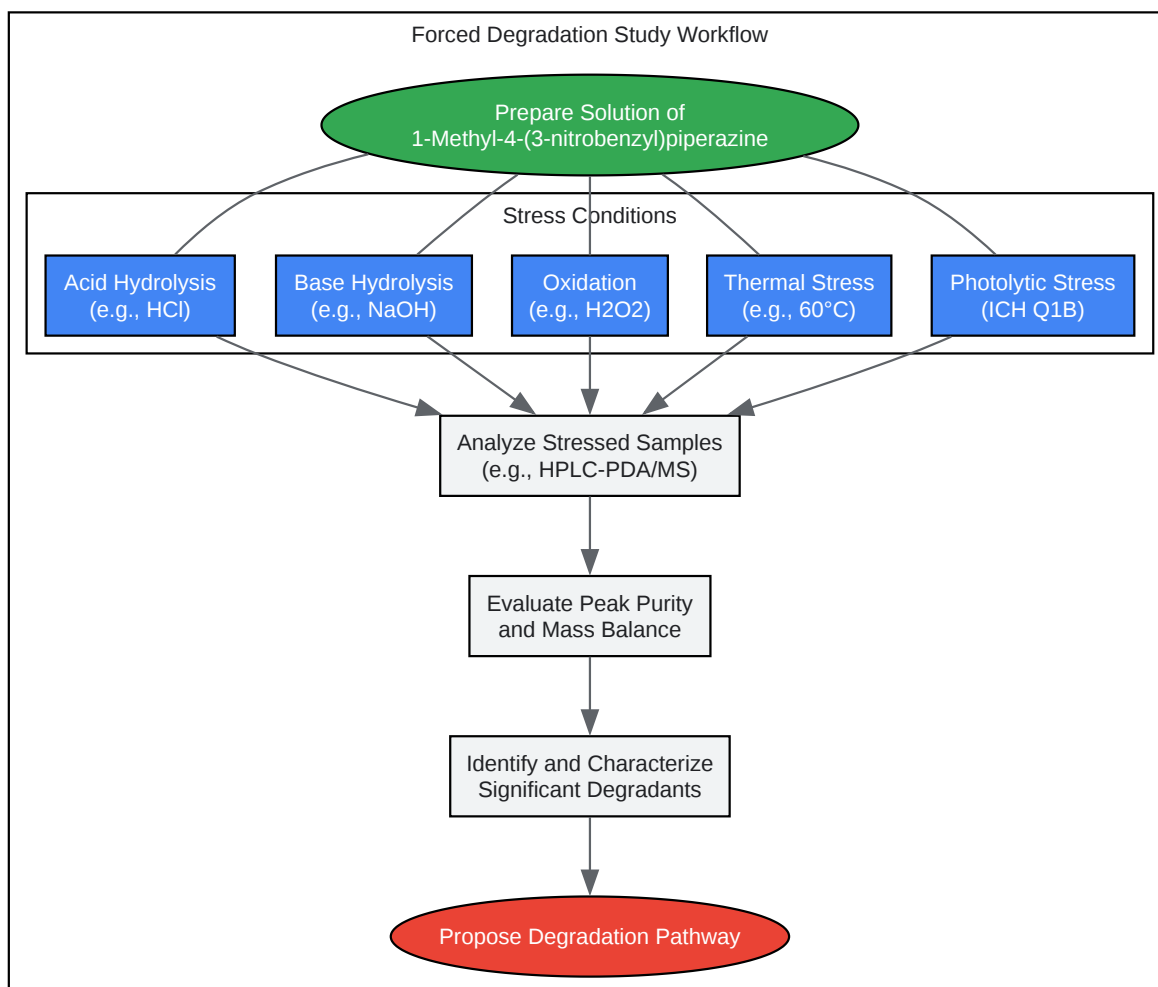 Forced Degradation Study Workflow
Prepare Solution of
1-Methyl-4-(3-nitrobenzyl)piperazine
Stress Conditions
Acid Hydrolysis
(e.g., HCl)
Base Hydrolysis
(e.g., NaOH)
Oxidation
(e.g., H2O2)
Thermal Stress
(e.g., 60°C)
Photolytic Stress
(ICH Q1B)
Analyze Stressed Samples
(e.g., HPLC-PDA/MS)
Evaluate Peak Purity
and Mass Balance
Identify and Characterize
Significant Degradants
Propose Degradation Pathway